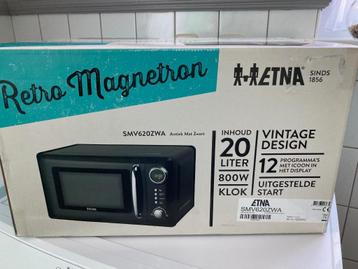 Retro Magnetron
ETNA
SINDS
1856
SMV620ZWA Antiek Mat Zwart
INHOUD
20
LITER
800W
KLOK
VINTAGE
DESIGN
12 PROGRAMMA'S
MET ICOON IN
HET DISPLAY
UITGESTELDE
START
ETNA
SMV620ZWA